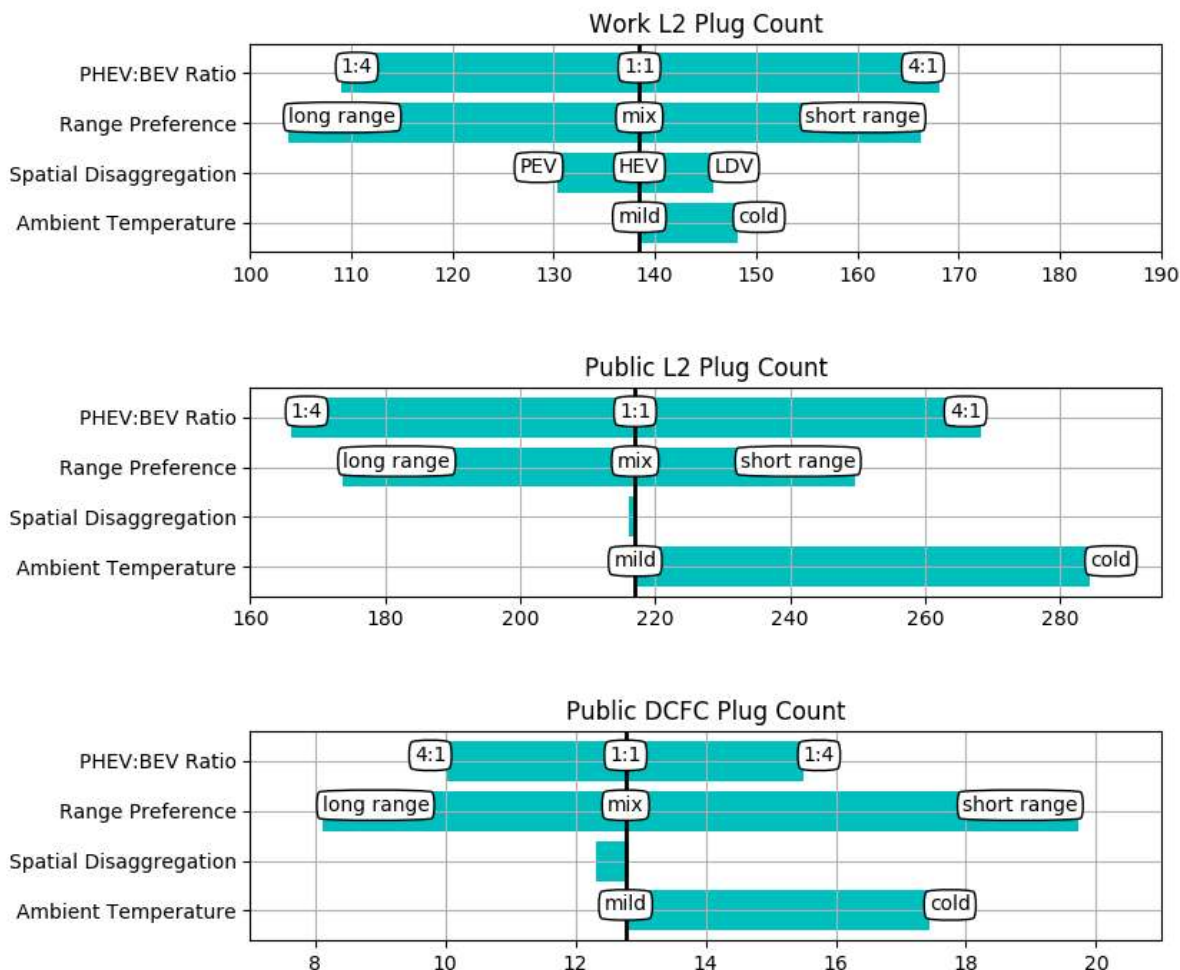 Work L2 Plug Count
PHEV:BEV Ratio 1:4 1:1 4:1
Range Preference long range mix short range
Spatial Disaggregation PEV HEV LDV
Ambient Temperature mild cold
100 110 120 130 140 150 160 170 180 190
Public L2 Plug Count
PHEV:BEV Ratio 1:4 1:1 4:1
Range Preference long range mix short range
Spatial Disaggregation
Ambient Temperature mild cold
160 180 200 220 240 260 280
Public DCFC Plug Count
PHEV:BEV Ratio 4:1 1:1 1:4
Range Preference long range mix short range
Spatial Disaggregation
Ambient Temperature mild cold
8 10 12 14 16 18 20